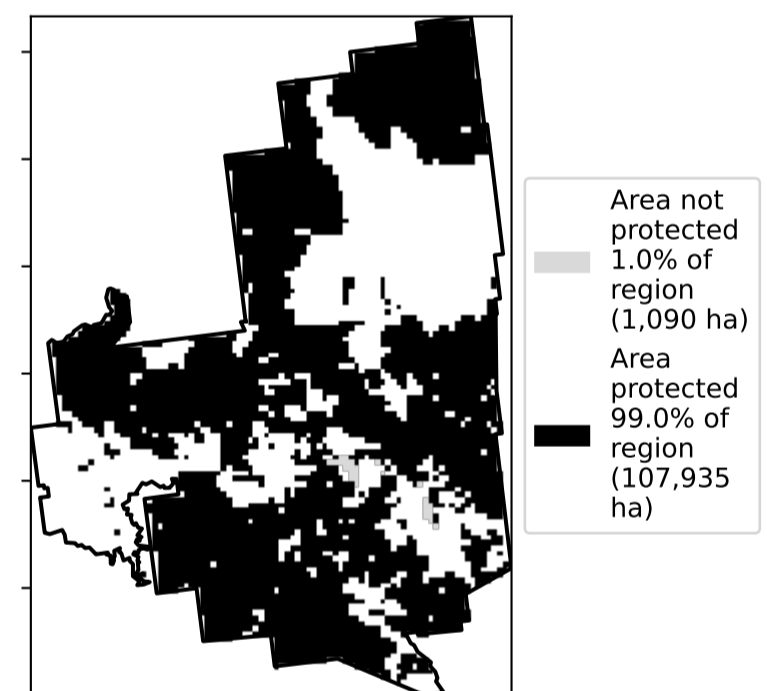 Area not
protected
1.0% of
region
(1,090 ha)
Area
protected
99.0% of
region
(107,935
ha)